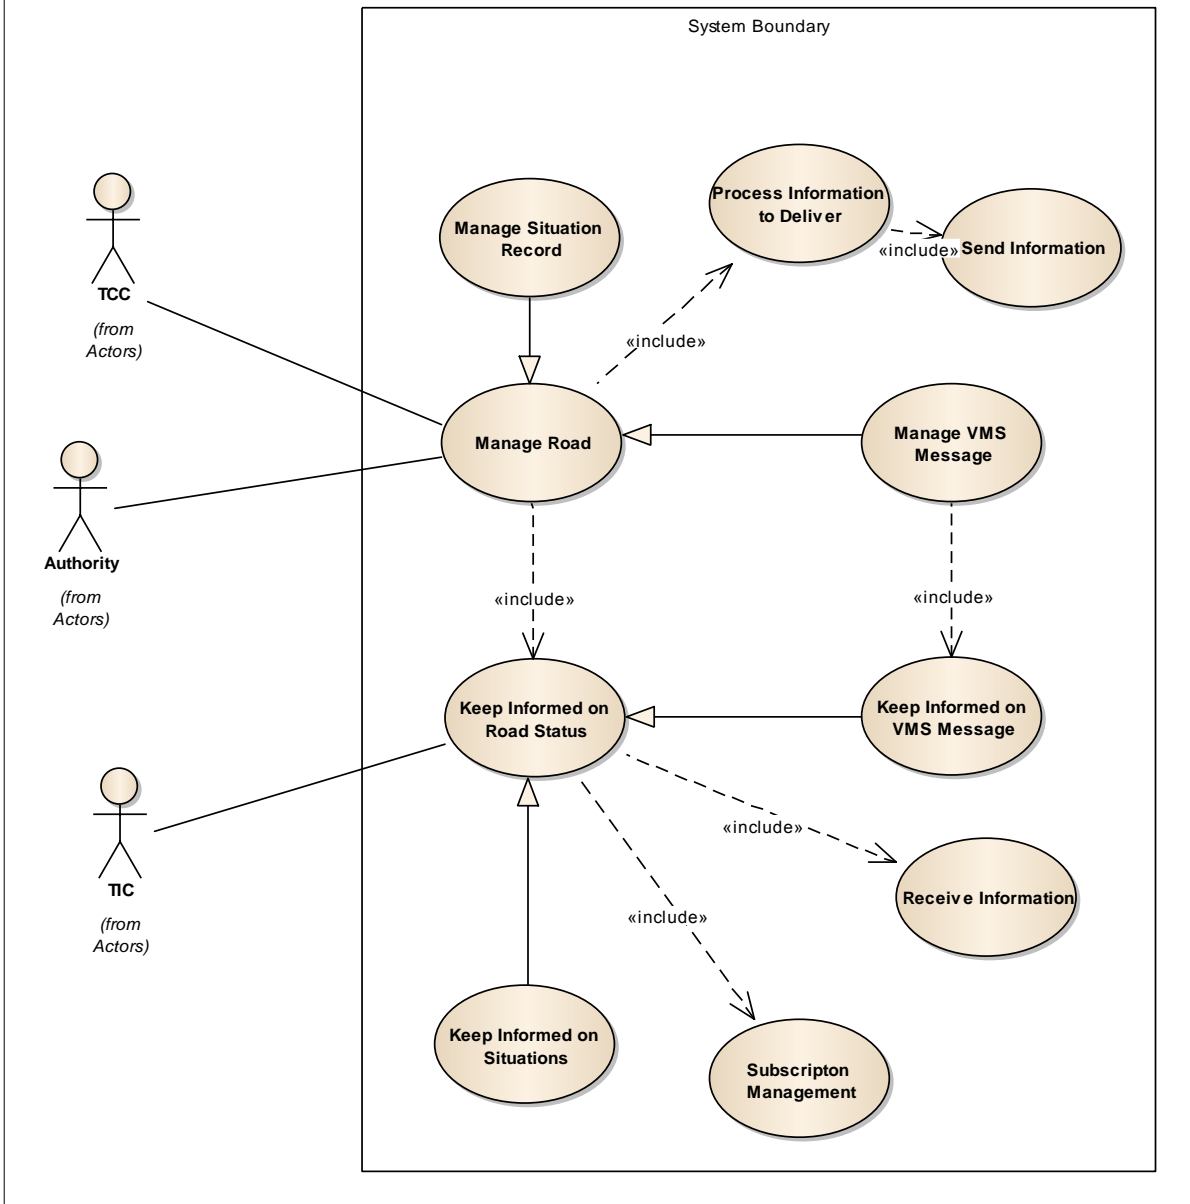 System Boundary
Process Information
to Deliver
Manage Situation
Record
«include»
Send Information
TCC
(from
Actors)
«include»
Manage Road
Manage VMS
Message
Authority
(from
Actors)
«include»
«include»
Keep Informed on
Road Status
Keep Informed on
VMS Message
«include»
TIC
(from
Actors)
Receive Information
«include»
Keep Informed on
Situations
Subscripton
Management